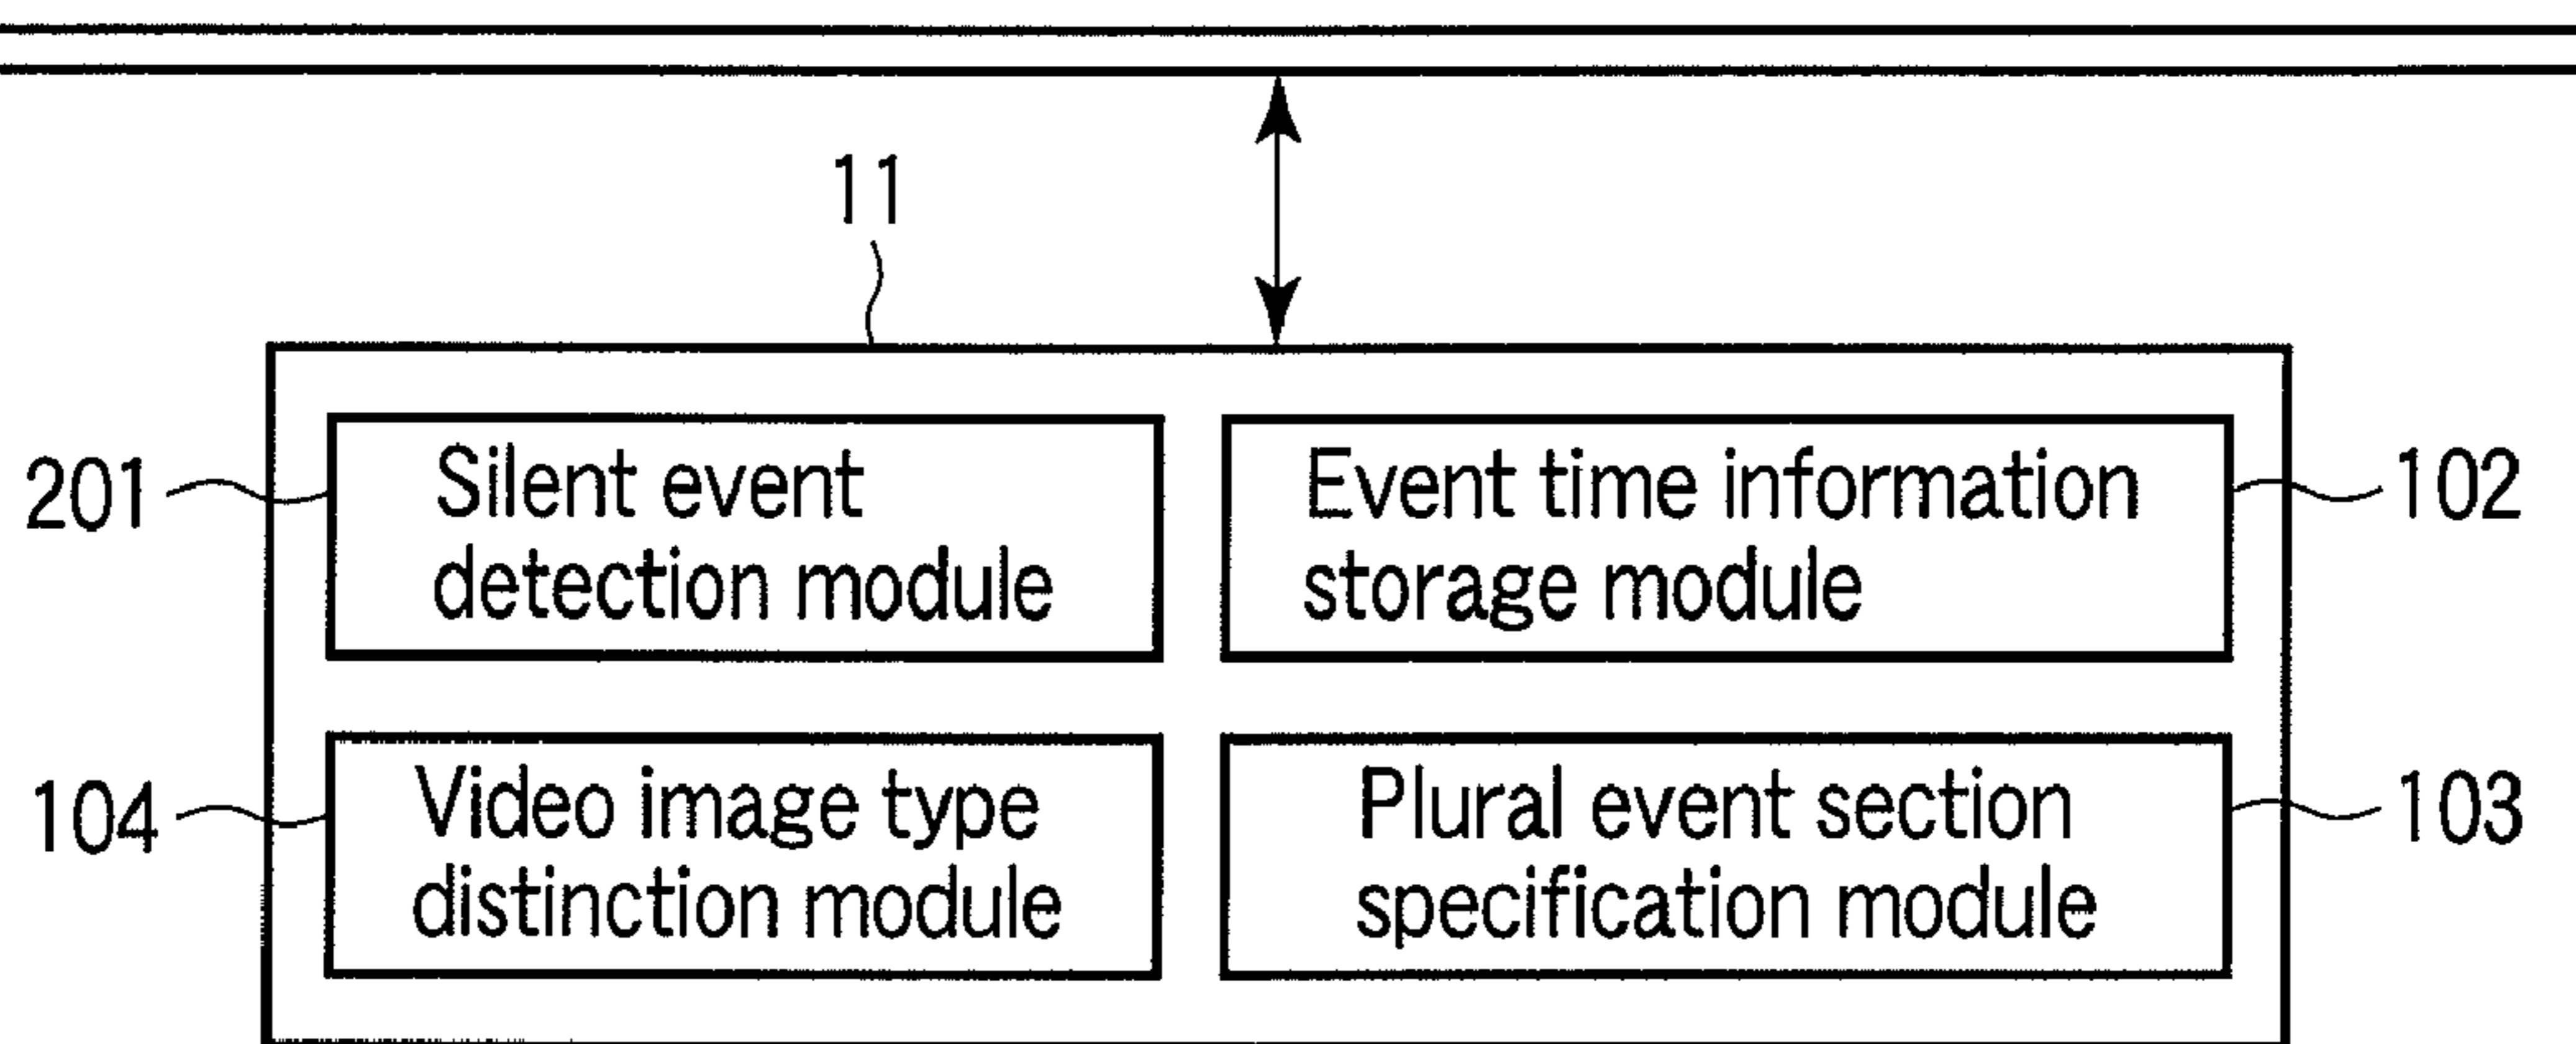 11
201
Silent event
detection module
Event time information
storage module
102
104
Video image type
distinction module
Plural event section
specification module
103